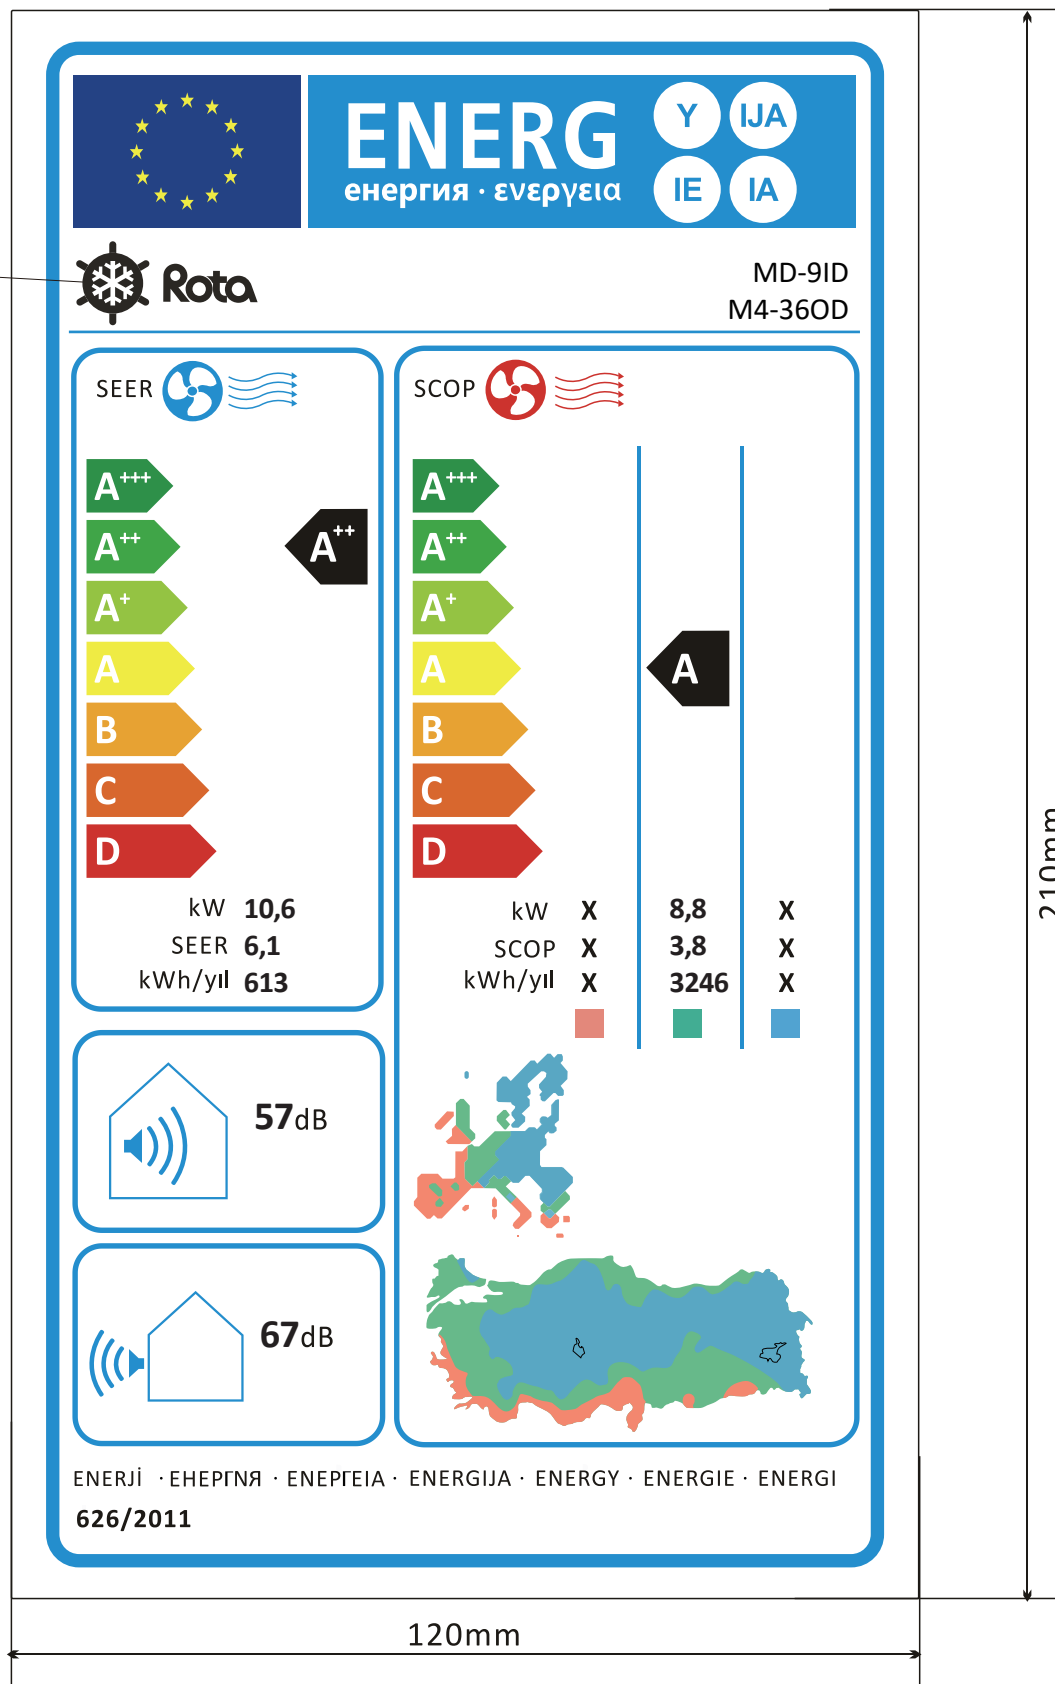 ENERG
енергия · ενεργεια
Y IJA
IE IA
Rota
MD-9ID
M4-36OD
SEER
A+++
A++
A+
A
B
C
D
A++
kW 10,6
SEER 6,1
kWh/yıl 613
SCOP
A+++
A++
A+
A
B
C
D
A
kW X 8,8 X
SCOP X 3,8 X
kWh/yıl X 3246 X
57dB
67dB
ENERJİ · ЕНЕРГNЯ · ΕΝΕΡΓΕΙΑ · ENERGIJA · ENERGY · ENERGIE · ENERGI
626/2011
120mm
210mm